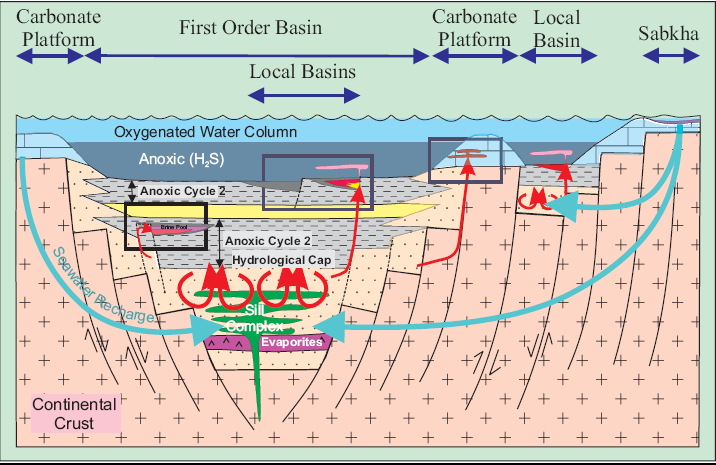 Carbonate
Platform
First Order Basin
Carbonate
Platform
Local
Basin
Sabkha
Local Basins
Oxygenated Water Column
Anoxic (H2S)
Anoxic Cycle 2
Brine Pool
Anoxic Cycle 2
Hydrological Cap
Seawater Recharge
Sill
Complex
Evaporites
Continental
Crust